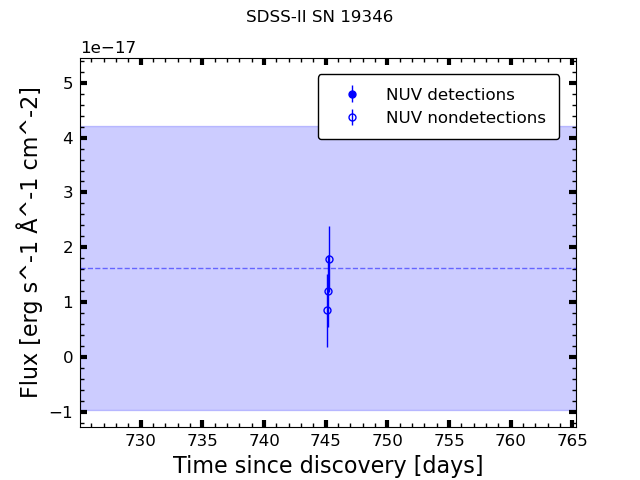 SDSS-II SN 19346
1e−17
NUV detections
NUV nondetections
5
4
3
2
1
0
−1
Flux [erg s^-1 Å^-1 cm^-2]
730 735 740 745 750 755 760 765
Time since discovery [days]